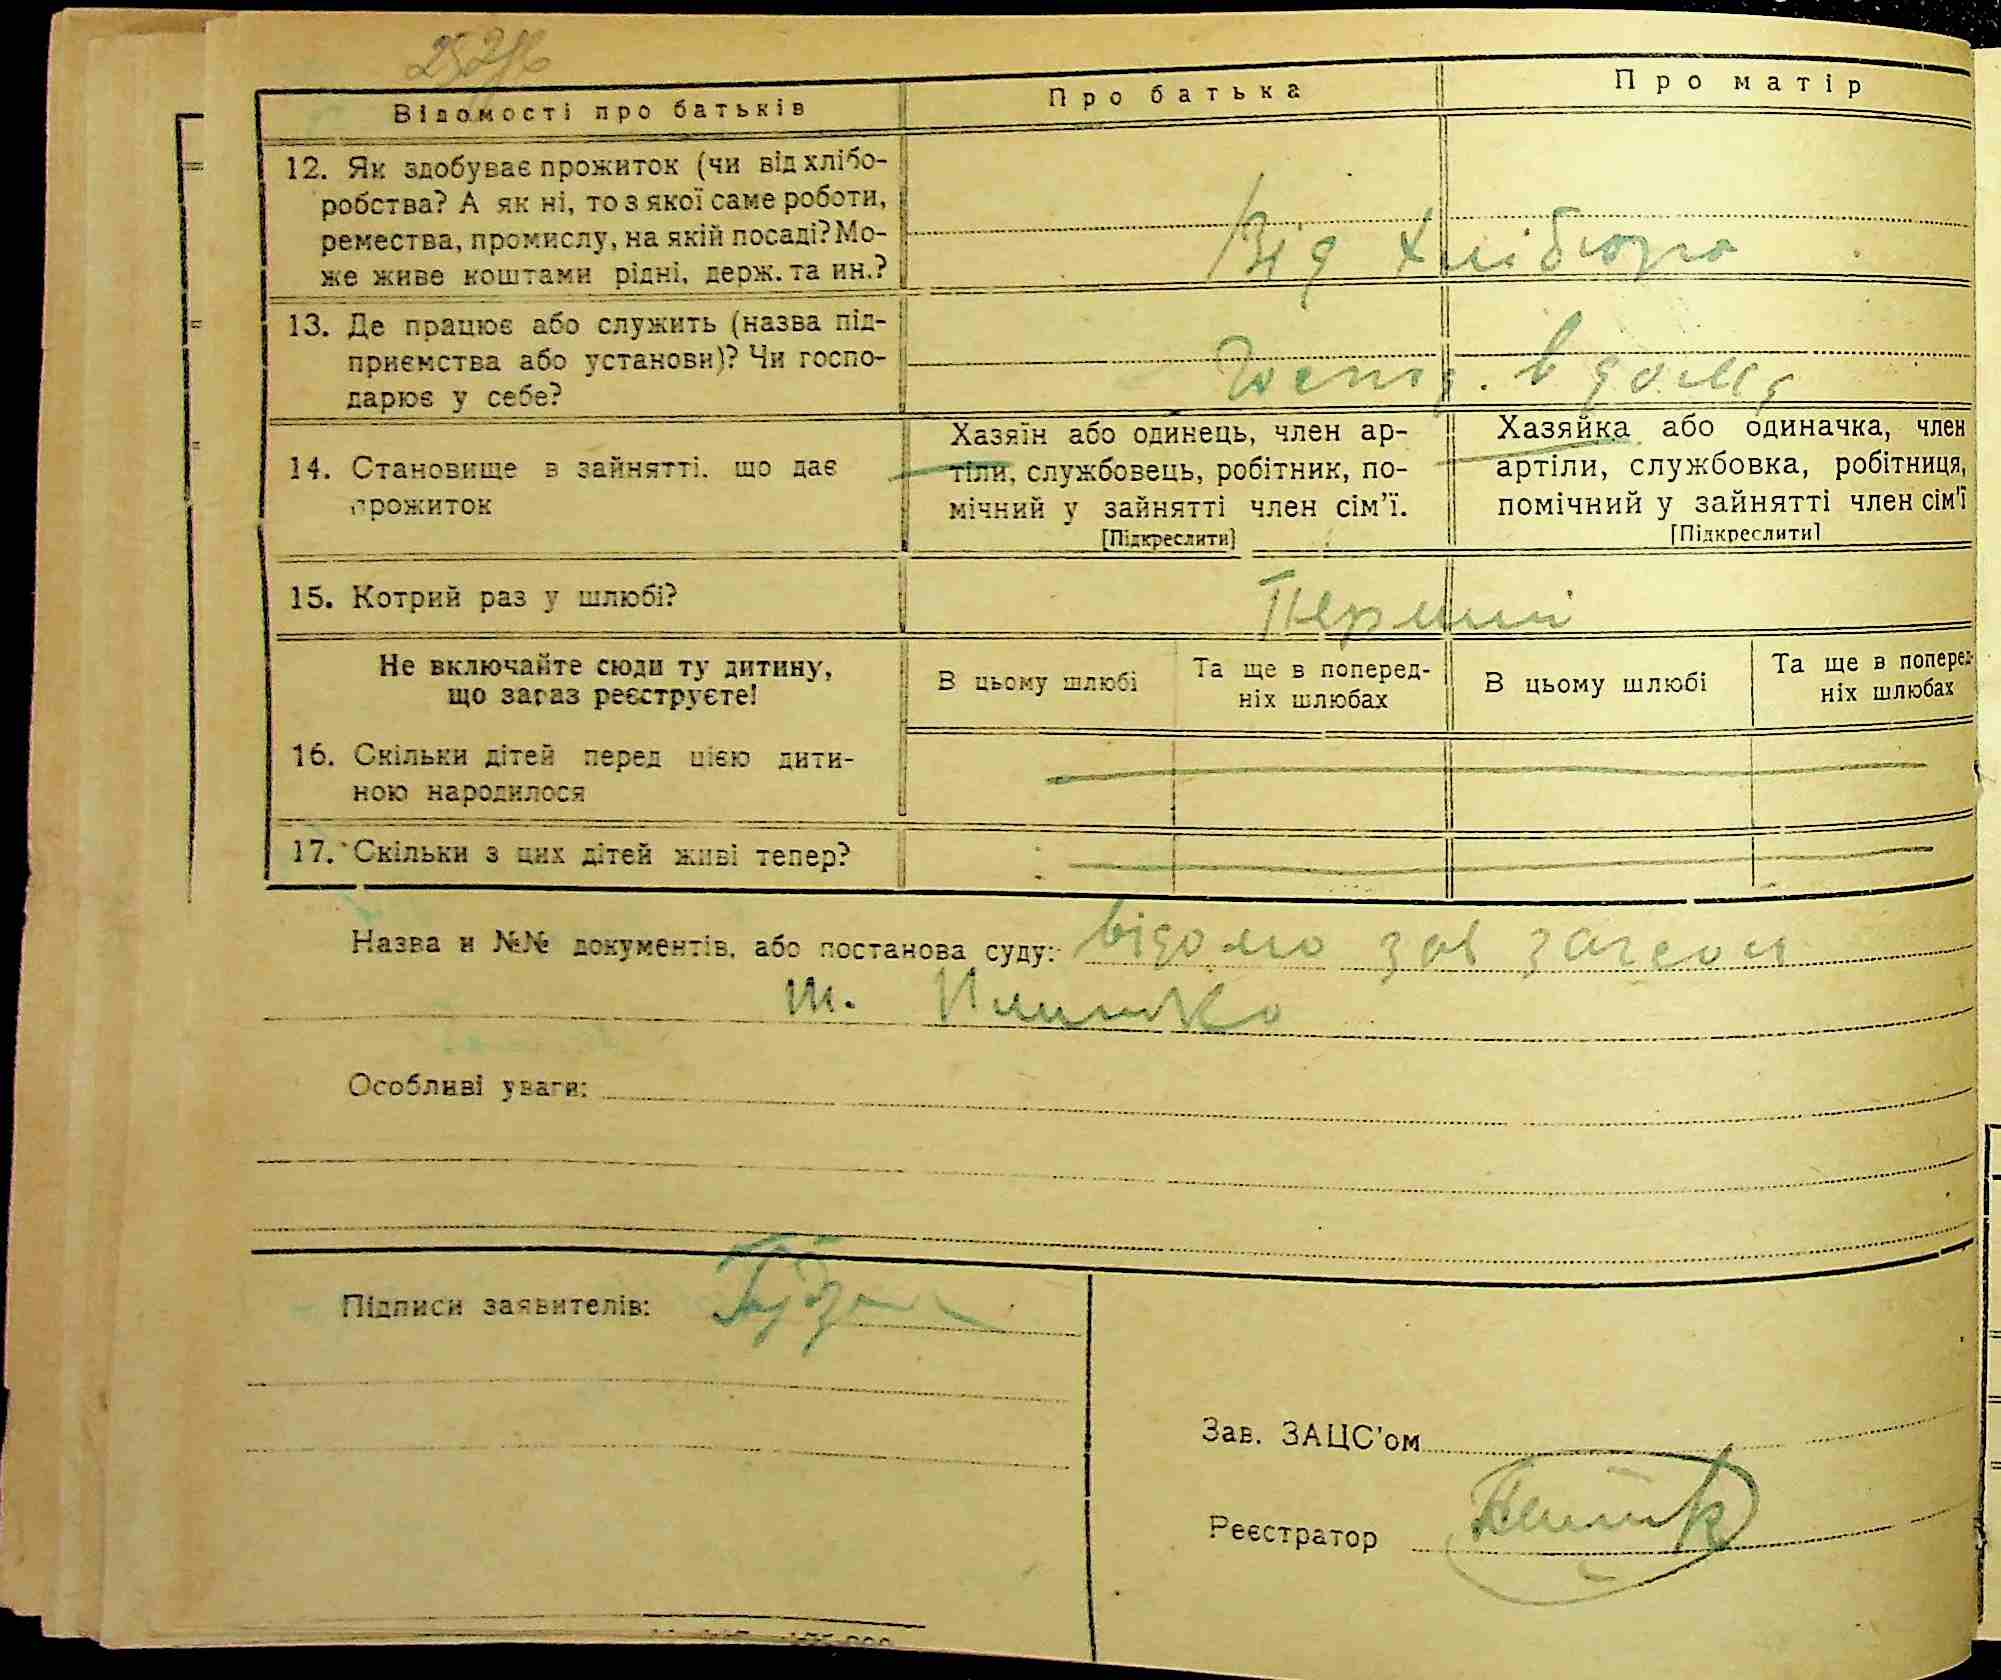 Відомості про батьків
Про батька
Про матір
12. Як здобуває прожиток (чи від хлібо-
робства? А як ні, то з якої саме роботи,
ремества, промислу, на якій посаді? Мо-
же живе коштами рідні, держ. та ин.?
Від
13. Де працює або служить (назва під-
приємства або установи)? Чи госпо-
дарює у себе?
в дома
14. Становище в зайнятті, що дає
прожиток
Хазяїн або одинець, член ар-
тіли, службовець, робітник, по-
мічний у зайнятті член сім'ї.
[Підкреслити]
Хазяйка або одиначка, член
артіли, службовка, робітниця,
помічний у зайнятті член сім'ї
[Підкреслити]
15. Котрий раз у шлюбі?
Перший
Не включайте сюди ту дитину,
що зараз реєструєте!
В цьому шлюбі
Та ще в поперед-
ніх шлюбах
В цьому шлюбі
Та ще в поперед-
ніх шлюбах
16. Скільки дітей перед цією дити-
ною народилося
17. Скільки з цих дітей живі тепер?
Назва и №№ документів, або постанова суду: відомо зав загсом
т.
Особливі уваги:
Підписи заявителів:
Зав. ЗАЦС'ом
Реєстратор